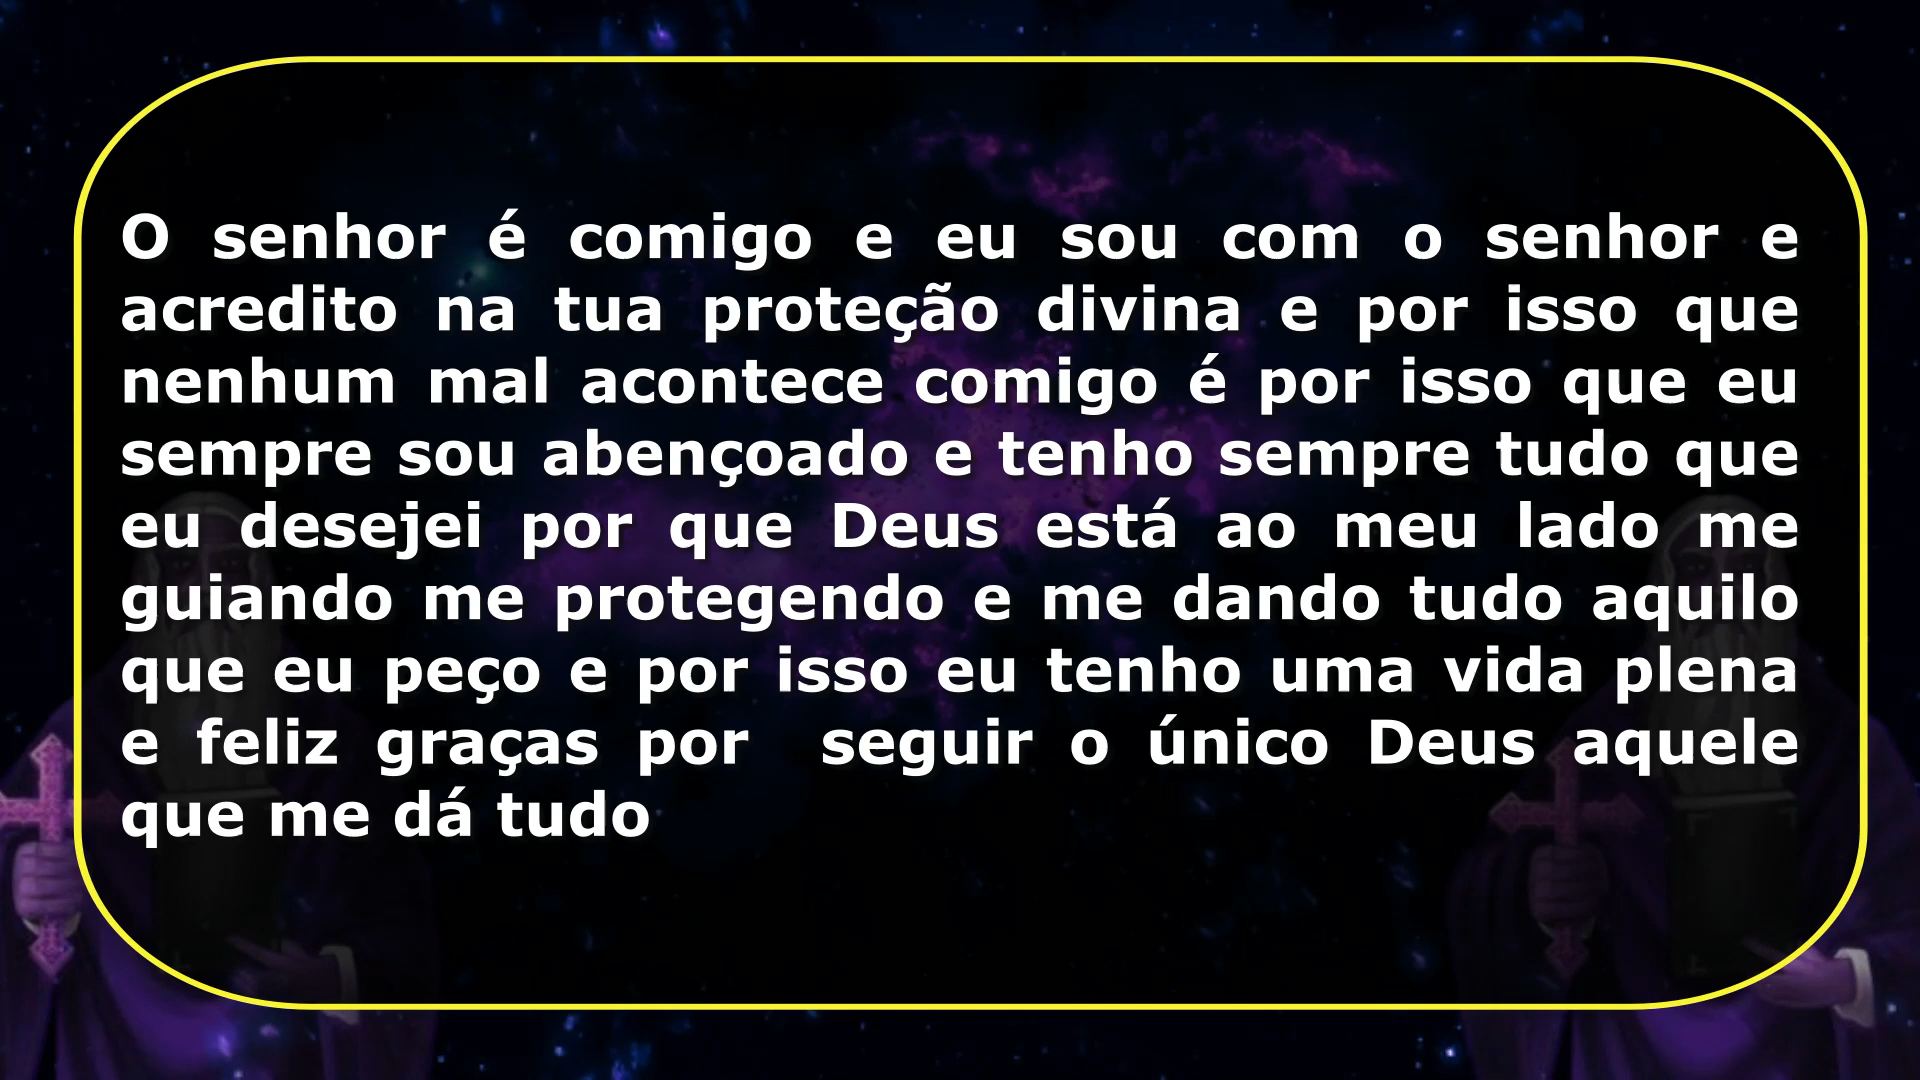 O senhor é comigo e eu sou com o senhor e
acredito na tua proteção divina e por isso que
nenhum mal acontece comigo é por isso que eu
sempre sou abençoado e tenho sempre tudo que
eu desejei por que Deus está ao meu lado me
guiando me protegendo e me dando tudo aquilo
que eu peço e por isso eu tenho uma vida plena
e feliz graças por  seguir o único Deus aquele
que me dá tudo